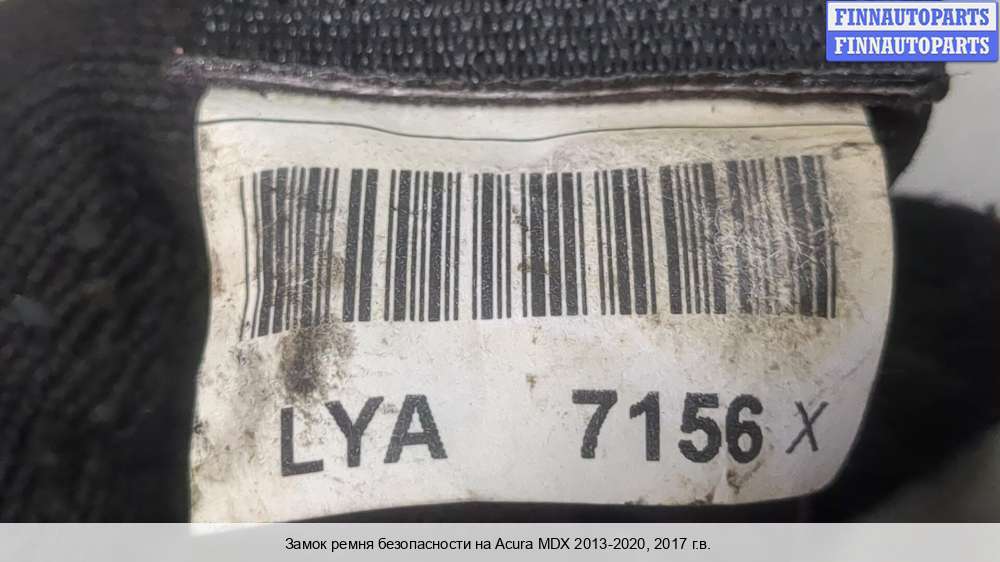 FINNAUTOPARTS
FINNAUTOPARTS
LYA 7156 X
Замок ремня безопасности на Acura MDX 2013-2020, 2017 г.в.